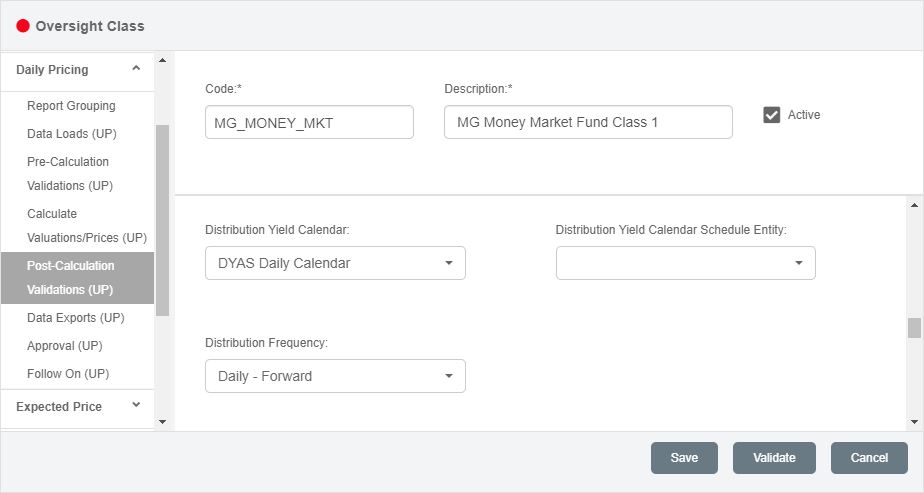 Oversight Class
Daily Pricing
Report Grouping
Data Loads (UP)
Pre-Calculation
Validations (UP)
Calculate
Valuations/Prices (UP)
Post-Calculation
Validations (UP)
Data Exports (UP)
Approval (UP)
Follow On (UP)
Expected Price
Code:*
Description:*
MG_MONEY_MKT
MG Money Market Fund Class 1
Active
Distribution Yield Calendar:
Distribution Yield Calendar Schedule Entity:
DYAS Daily Calendar
Distribution Frequency:
Daily - Forward
Save
Validate
Cancel